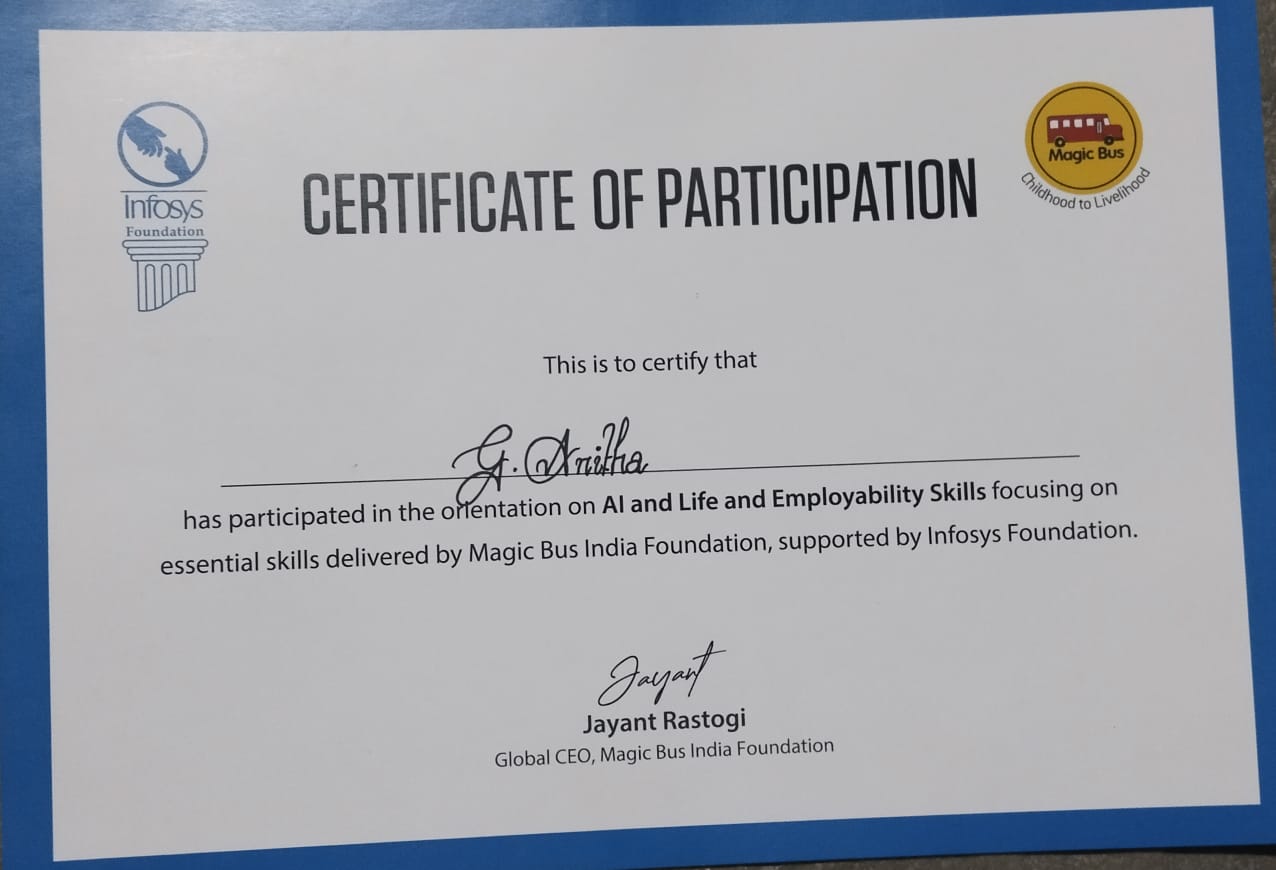 Infosys
Foundation
Magic Bus
Childhood to Livelihood
CERTIFICATE OF PARTICIPATION
This is to certify that
G. Anitha
has participated in the orientation on AI and Life and Employability Skills focusing on
essential skills delivered by Magic Bus India Foundation, supported by Infosys Foundation.
Jayant
Jayant Rastogi
Global CEO, Magic Bus India Foundation